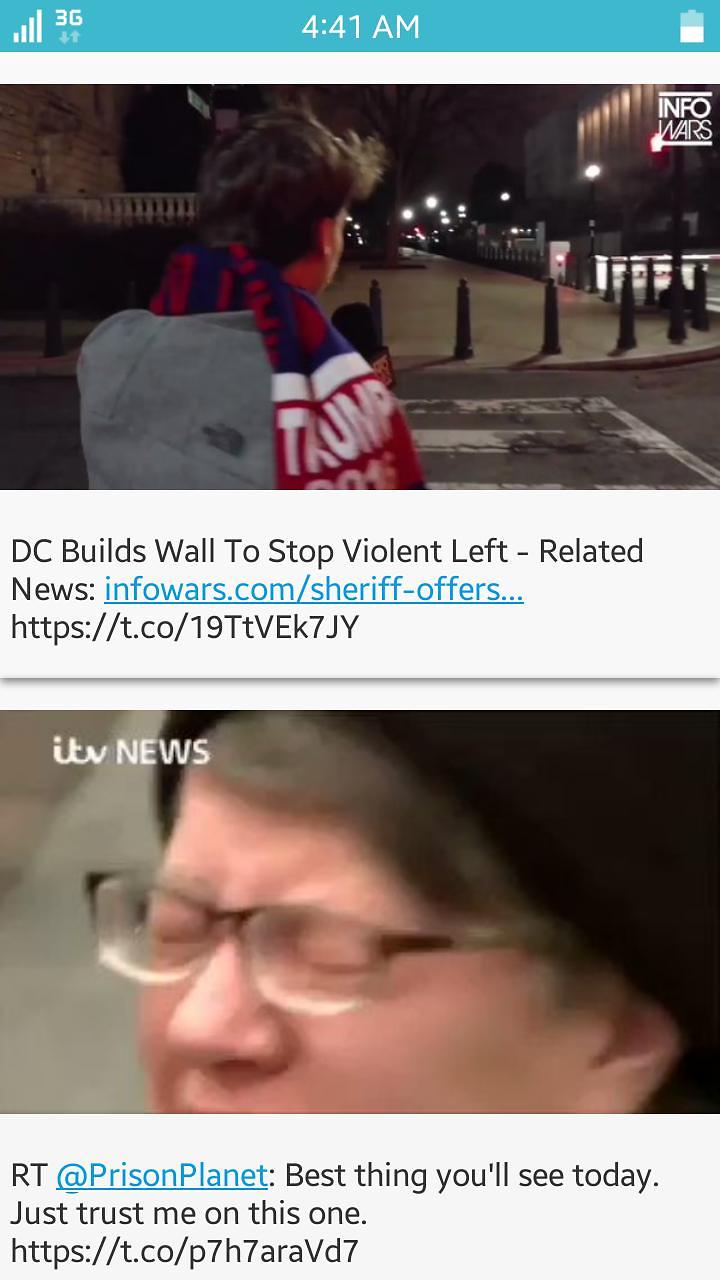 3G
4:41 AM
INFO
WARS
TRUMP
DC Builds Wall To Stop Violent Left - Related
News: infowars.com/sheriff-offers...
https://t.co/19TtVEk7JY
itv NEWS
RT @PrisonPlanet: Best thing you'll see today.
Just trust me on this one.
https://t.co/p7h7araVd7